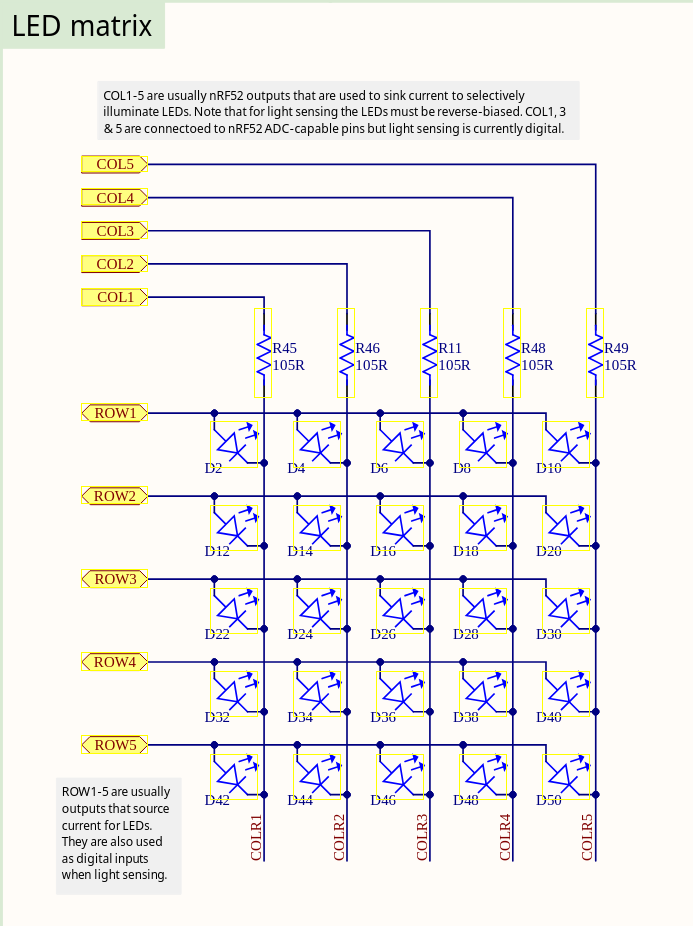 LED matrix
COL1-5 are usually nRF52 outputs that are used to sink current to selectively
illuminate LEDs. Note that for light sensing the LEDs must be reverse-biased. COL1, 3
& 5 are connectoed to nRF52 ADC-capable pins but light sensing is currently digital.
COL5
COL4
COL3
COL2
COL1
R45 R46 R11 R48 R49
105R 105R 105R 105R 105R
ROW1
D2 D4 D6 D8 D10
ROW2
D12 D14 D16 D18 D20
ROW3
D22 D24 D26 D28 D30
ROW4
D32 D34 D36 D38 D40
ROW5
D42 D44 D46 D48 D50
ROW1-5 are usually
outputs that source
current for LEDs.
They are also used
as digital inputs
when light sensing.
COLR1 COLR2 COLR3 COLR4 COLR5